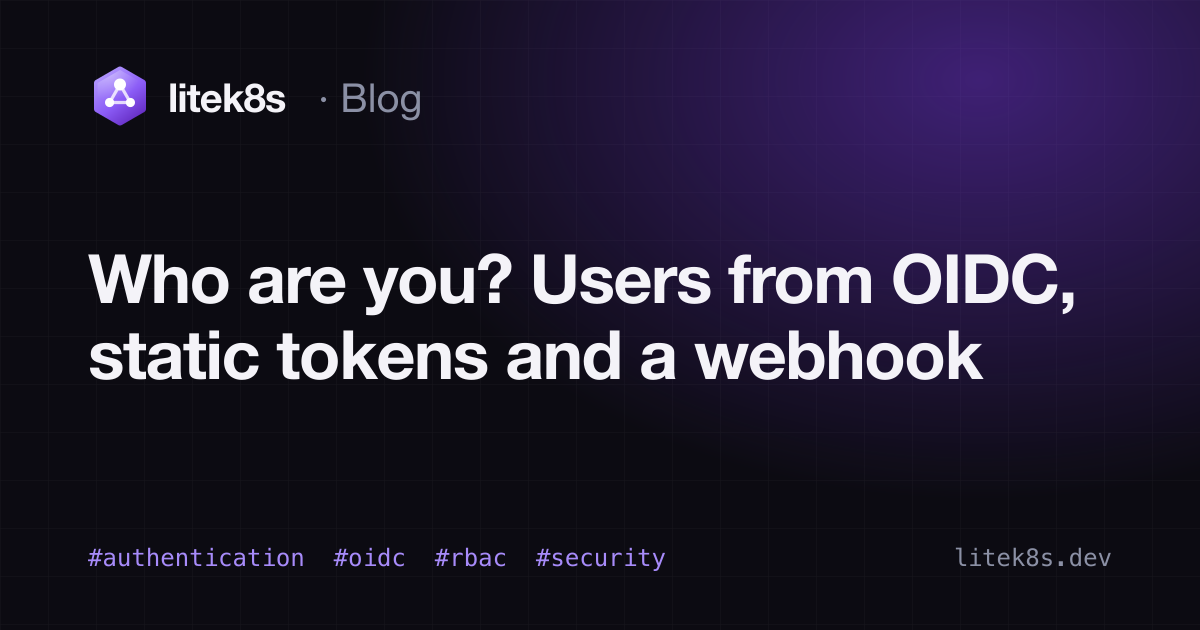 litek8s · Blog
Who are you? Users from OIDC,
static tokens and a webhook
#authentication #oidc #rbac #security
litek8s.dev